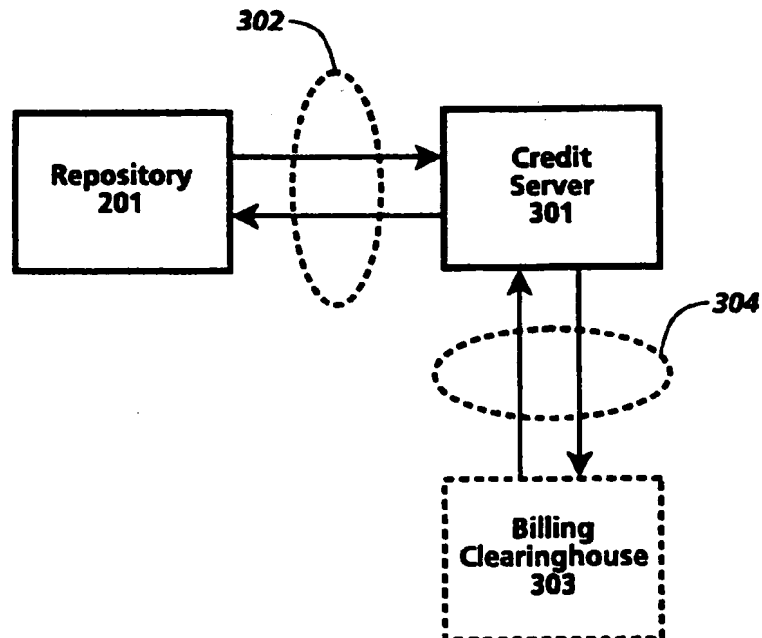 302
Repository
201
Credit
Server
301
304
Billing
Clearinghouse
303